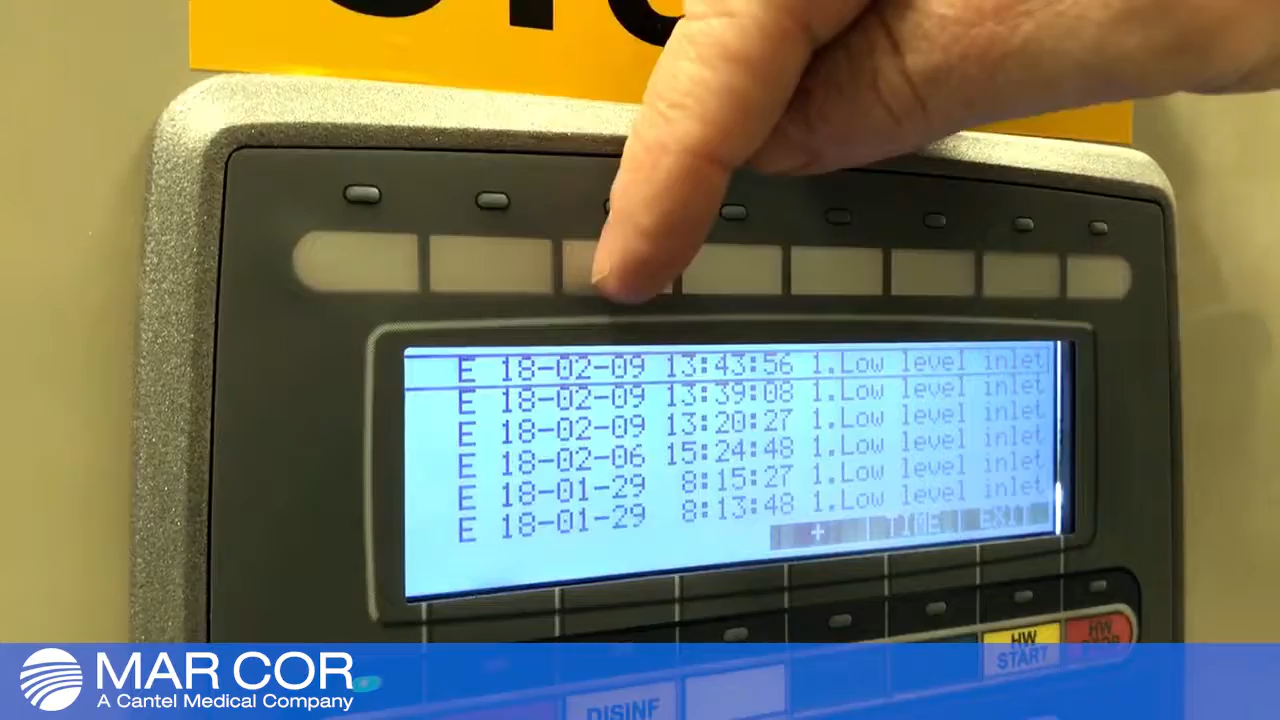 E 18-02-09 13:43:56 1.Low level inlet
E 18-02-09 13:39:08 1.Low level inlet
E 18-02-09 13:20:27 1.Low level inlet
E 18-02-06 15:24:48 1.Low level inlet
E 18-01-29 8:15:27 1.Low level inlet
E 18-01-29 8:13:48 1.Low level inlet
+ TIME EXIT
HW START
HW STOP
DISINF
MAR COR
A Cantel Medical Company